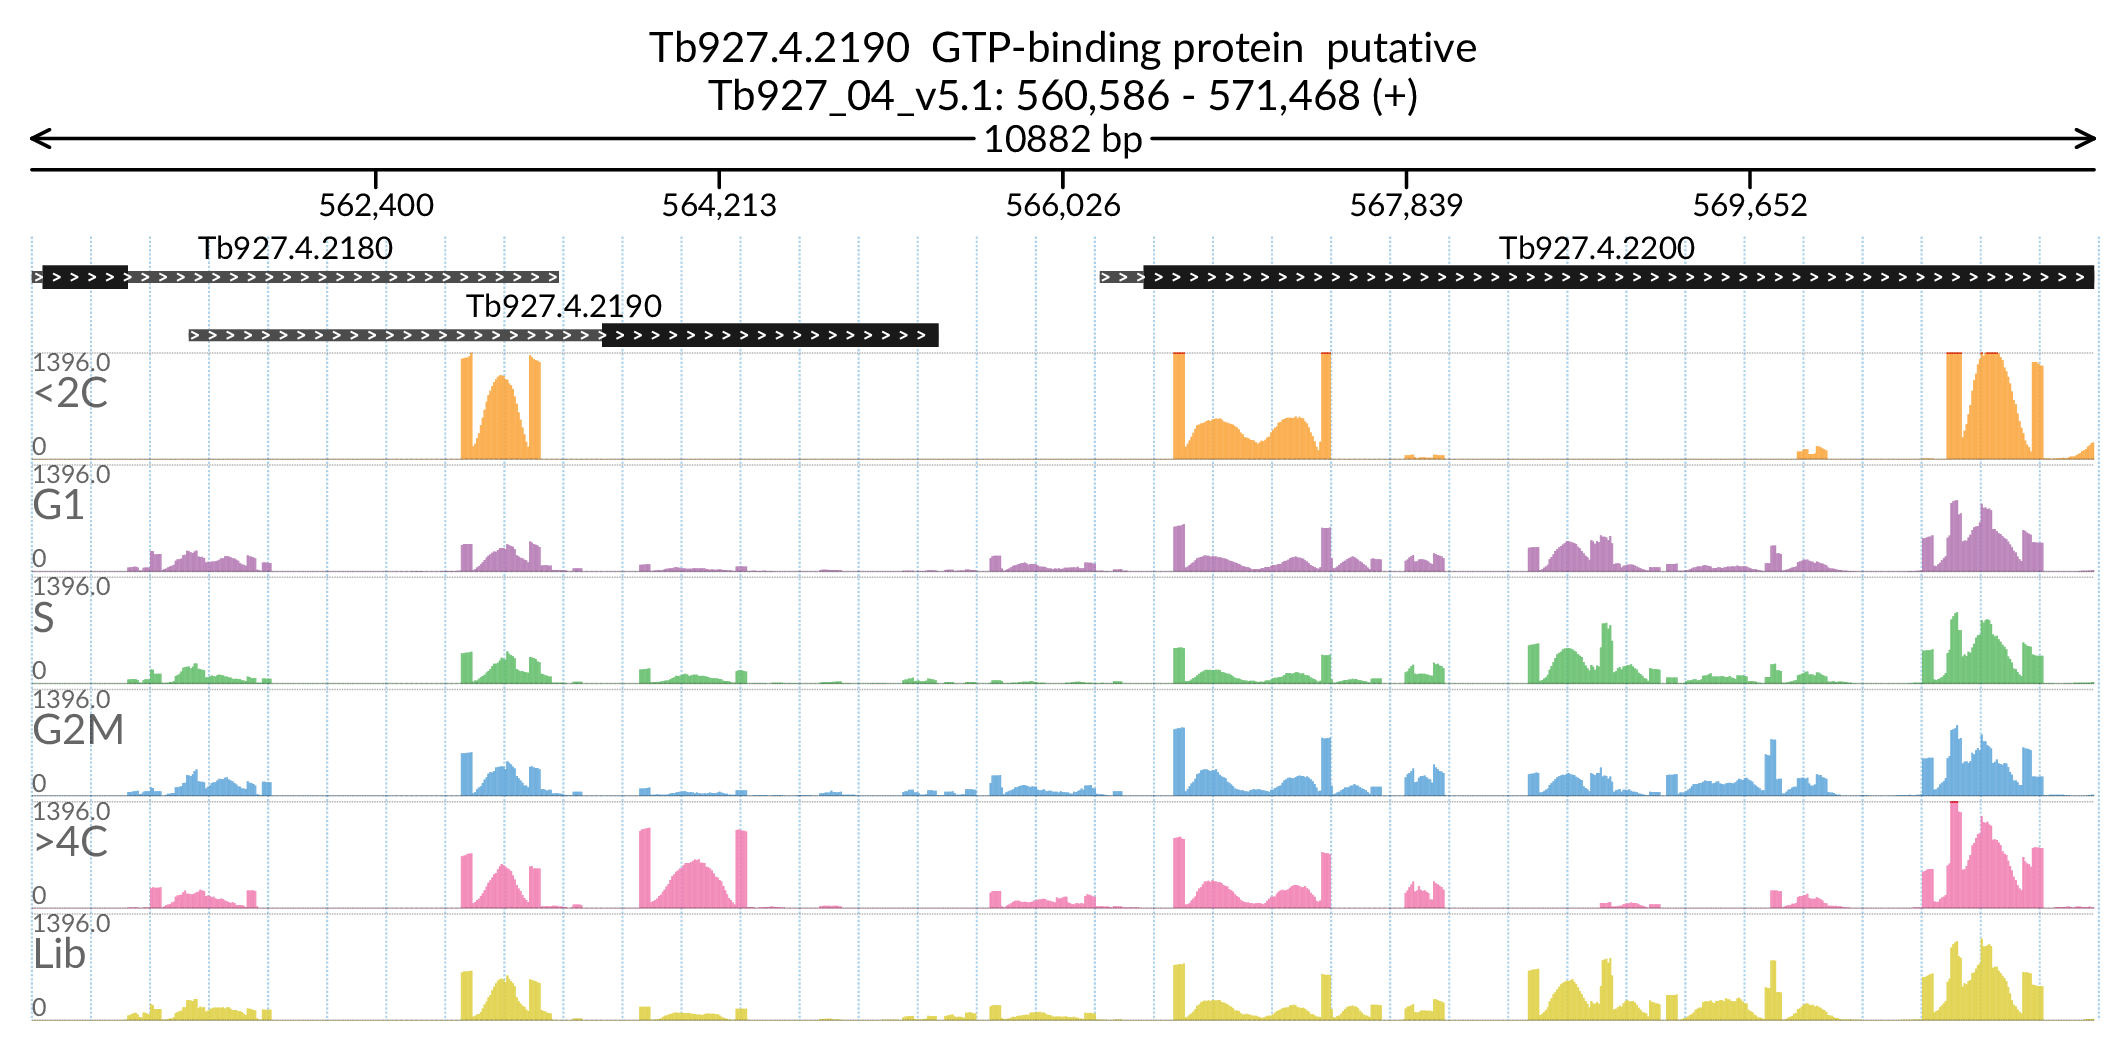 Tb927.4.2190 GTP-binding protein putative
Tb927_04_v5.1: 560,586 - 571,468 (+)
10882 bp
562,400 564,213 566,026 567,839 569,652
Tb927.4.2180 Tb927.4.2200
Tb927.4.2190
1396.0
<2C
0
1396.0
G1
0
1396.0
S
0
1396.0
G2M
0
1396.0
>4C
0
1396.0
Lib
0